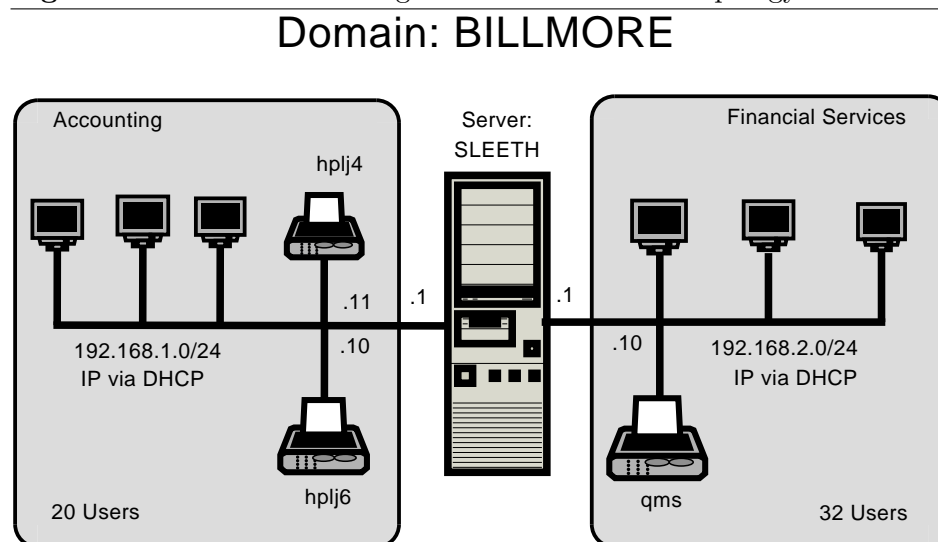 Domain: BILLMORE
Accounting
Server:
SLEETH
Financial Services
hplj4
.11
.1
.1
.10
.10
192.168.1.0/24
IP via DHCP
192.168.2.0/24
IP via DHCP
hplj6
qms
20 Users
32 Users